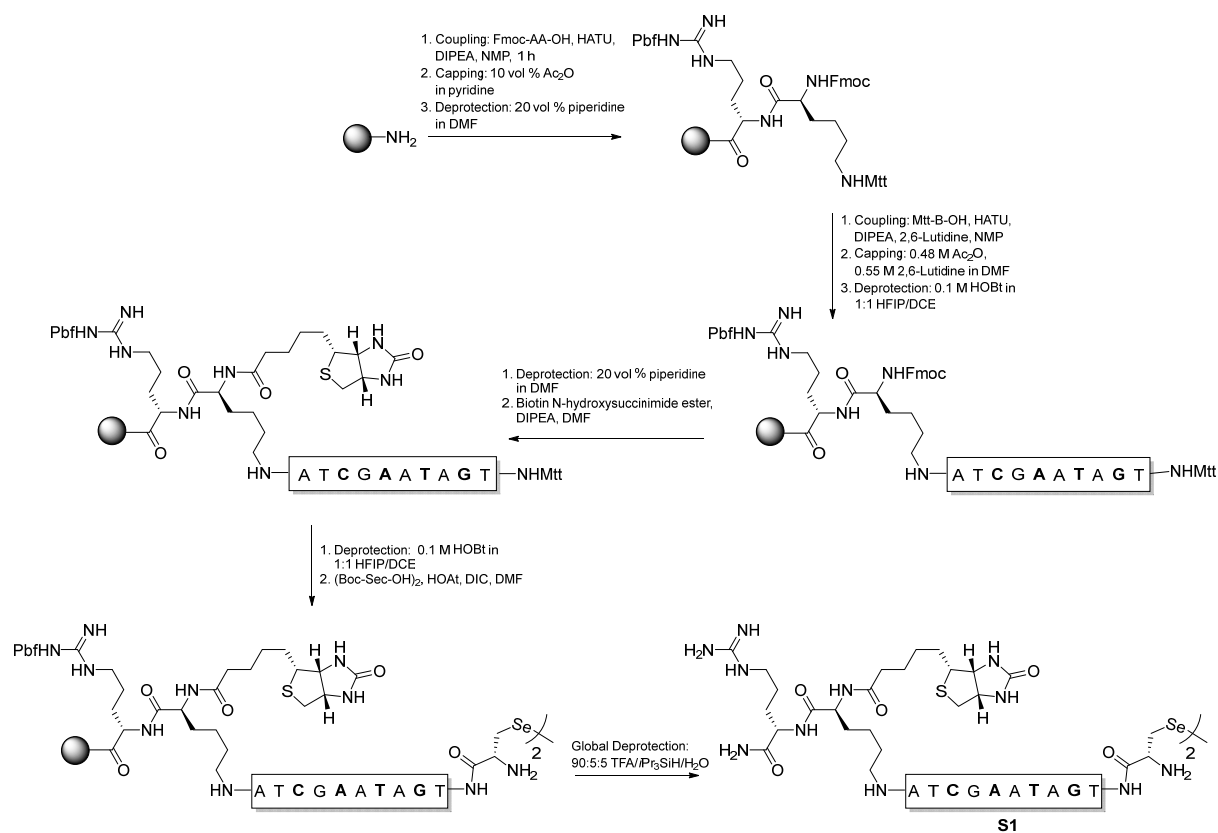 1. Coupling: Fmoc-AA-OH, HATU,
DIPEA, NMP, 1 h
2. Capping: 10 vol % Ac2O
in pyridine
3. Deprotection: 20 vol % piperidine
in DMF
NH2
NH
PbfHN
HN
O
NHFmoc
NH
O
NHMtt
1. Coupling: Mtt-B-OH, HATU,
DIPEA, 2,6-Lutidine, NMP
2. Capping: 0.48 M Ac2O,
0.55 M 2,6-Lutidine in DMF
3. Deprotection: 0.1 M HOBt in
1:1 HFIP/DCE
NH
PbfHN
HN
O
NHFmoc
NH
O
HN
A T C G A A T A G T
NHMtt
1. Deprotection: 20 vol % piperidine
in DMF
2. Biotin N-hydroxysuccinimide ester,
DIPEA, DMF
NH
PbfHN
HN
O
HN
O
H
HN
O
S
NH
H
NH
O
HN
A T C G A A T A G T
NHMtt
1. Deprotection: 0.1 M HOBt in
1:1 HFIP/DCE
2. (Boc-Sec-OH)2, HOAt, DIC, DMF
NH
PbfHN
HN
O
HN
O
H
HN
O
S
NH
H
NH
O
HN
A T C G A A T A G T
NH
O
Se
2
NH2
Global Deprotection:
90:5:5 TFA/iPr3SiH/H2O
NH
H2N
HN
O
HN
O
H
HN
O
S
NH
H
NH
H2N
O
HN
A T C G A A T A G T
NH
O
Se
2
NH2
S1